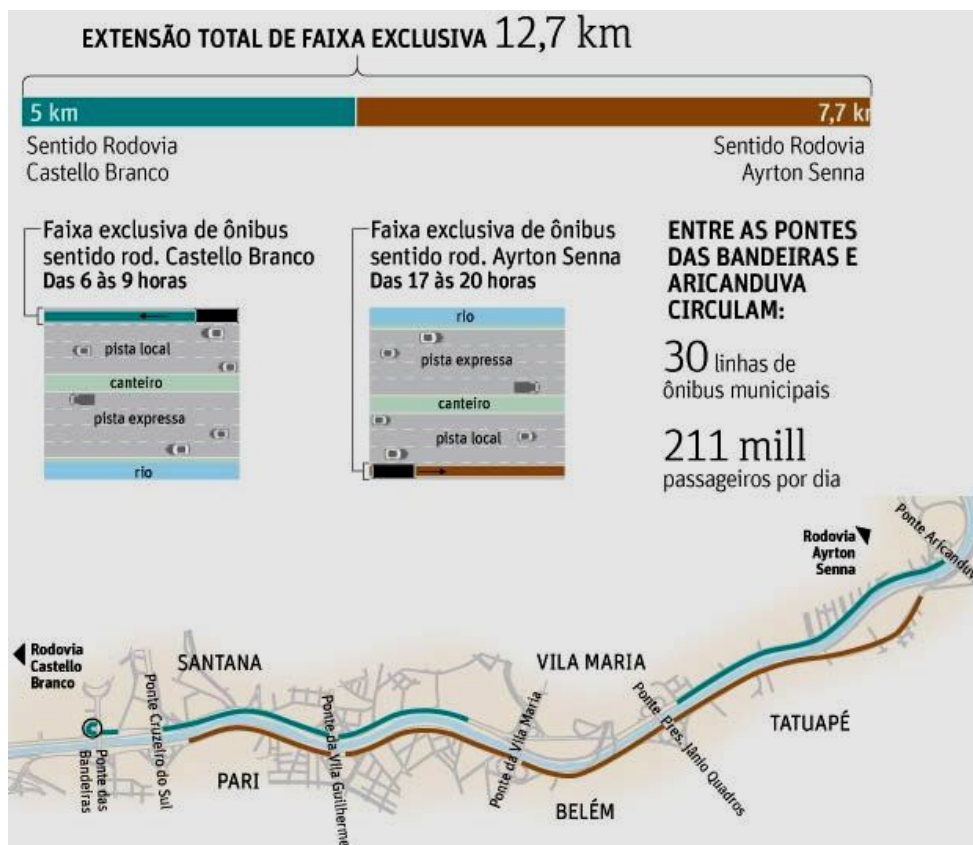 EXTENSÃO TOTAL DE FAIXA EXCLUSIVA 12,7 km
5 km
7,7 k
Sentido Rodovia
Castello Branco
Sentido Rodovia
Ayrton Senna
Faixa exclusiva de ônibus
sentido rod. Castello Branco
Das 6 às 9 horas
pista local
canteiro
pista expressa
rio
Faixa exclusiva de ônibus
sentido rod. Ayrton Senna
Das 17 às 20 horas
rio
pista expressa
canteiro
pista local
ENTRE AS PONTES
DAS BANDEIRAS E
ARICANDUVA
CIRCULAM:
30 linhas de
ônibus municipais
211 mill
passageiros por dia
Rodovia
Ayrton
Senna
Ponte Aricanduv
Rodovia
Castello
Branco
SANTANA
VILA MARIA
Ponte das
Bandeiras
Ponte Cruzeiro do Sul
PARI
Ponte da Vila Guilherme
Ponte da Vila Maria
BELÉM
Ponte Pres. Jânio Quadros
TATUAPÉ